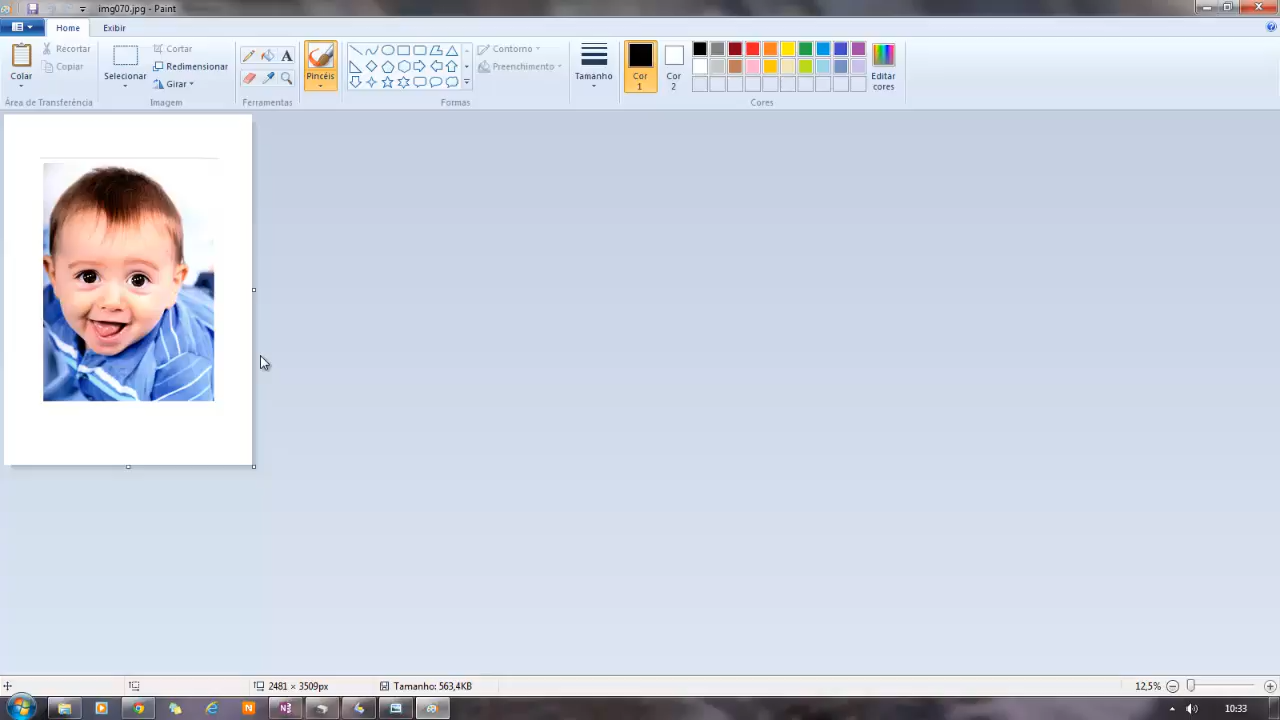 img070.jpg - Paint
Home Exibir
Colar
Recortar
Copiar
Área de Transferência
Selecionar
Cortar
Redimensionar
Girar
Imagem
A
Ferramentas
Pincéis
Contorno
Preenchimento
Formas
Tamanho
Cor
1
Cor
2
Editar
cores
Cores
2481 × 3509px Tamanho: 563,4KB 12,5%
10:33